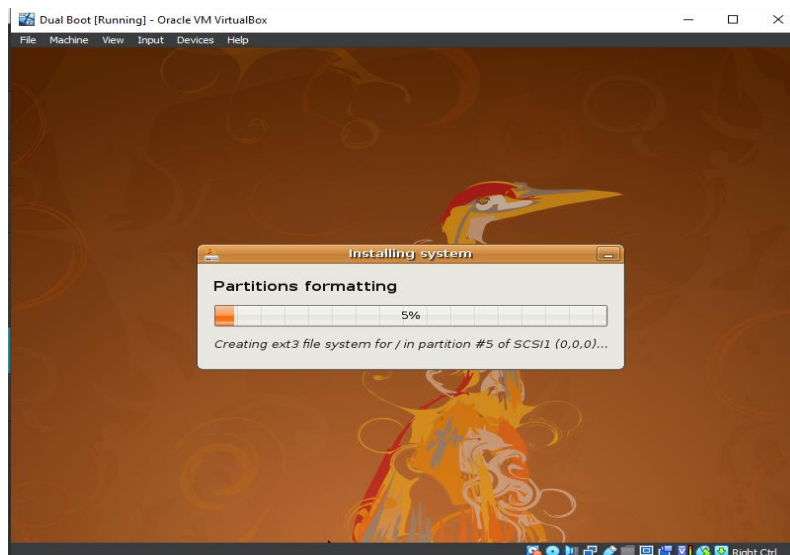 Dual Boot [Running] - Oracle VM VirtualBox
File Machine View Input Devices Help
Installing system
Partitions formatting
5%
Creating ext3 file system for / in partition #5 of SCSI1 (0,0,0)...
Right Ctrl